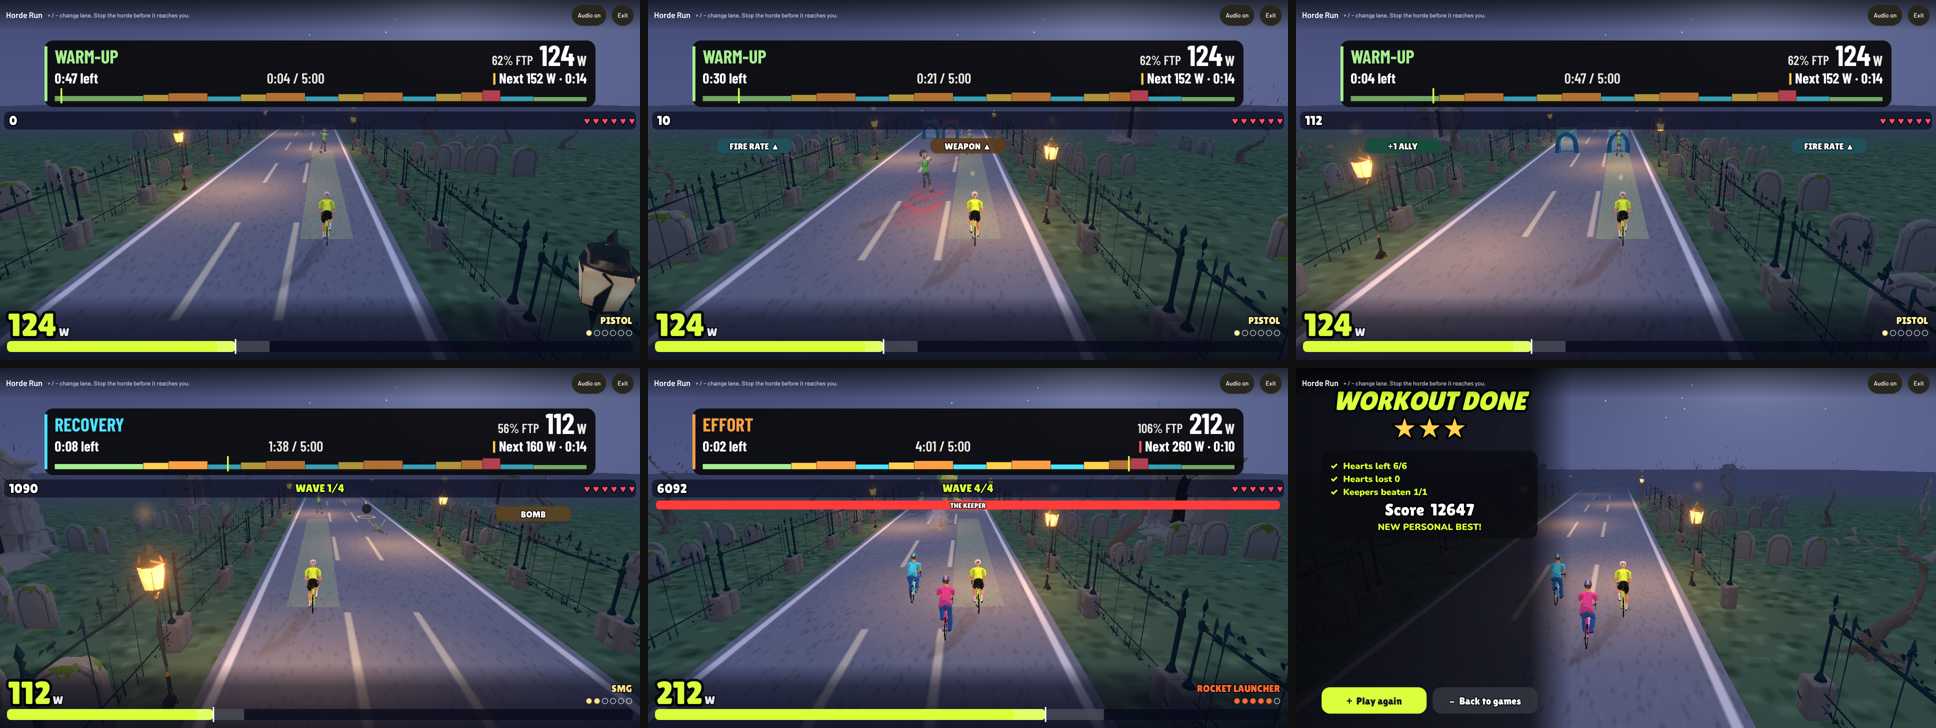 Horde Run + / – change lane. Stop the horde before it reaches you. Audio on Exit
WARM-UP 62% FTP 124 W
0:47 left 0:04 / 5:00 Next 152 W · 0:14
0
124 W
PISTOL
Horde Run + / – change lane. Stop the horde before it reaches you. Audio on Exit
WARM-UP 62% FTP 124 W
0:30 left 0:21 / 5:00 Next 152 W · 0:14
10
FIRE RATE ▲ WEAPON ▲
124 W
PISTOL
Horde Run + / – change lane. Stop the horde before it reaches you. Audio on Exit
WARM-UP 62% FTP 124 W
0:04 left 0:47 / 5:00 Next 152 W · 0:14
112
+1 ALLY FIRE RATE ▲
124 W
PISTOL
Horde Run + / – change lane. Stop the horde before it reaches you. Audio on Exit
RECOVERY 56% FTP 112 W
0:08 left 1:38 / 5:00 Next 160 W · 0:14
1090 WAVE 1/4
BOMB
112 W
SMG
Horde Run + / – change lane. Stop the horde before it reaches you. Audio on Exit
EFFORT 106% FTP 212 W
0:02 left 4:01 / 5:00 Next 260 W · 0:10
6092 WAVE 4/4
THE KEEPER
212 W
ROCKET LAUNCHER
Horde Run + / – change lane. Stop the horde before it reaches you. Audio on Exit
WORKOUT DONE
✓ Hearts left 6/6
✓ Hearts lost 0
✓ Keepers beaten 1/1
Score 12647
NEW PERSONAL BEST!
+ Play again – Back to games